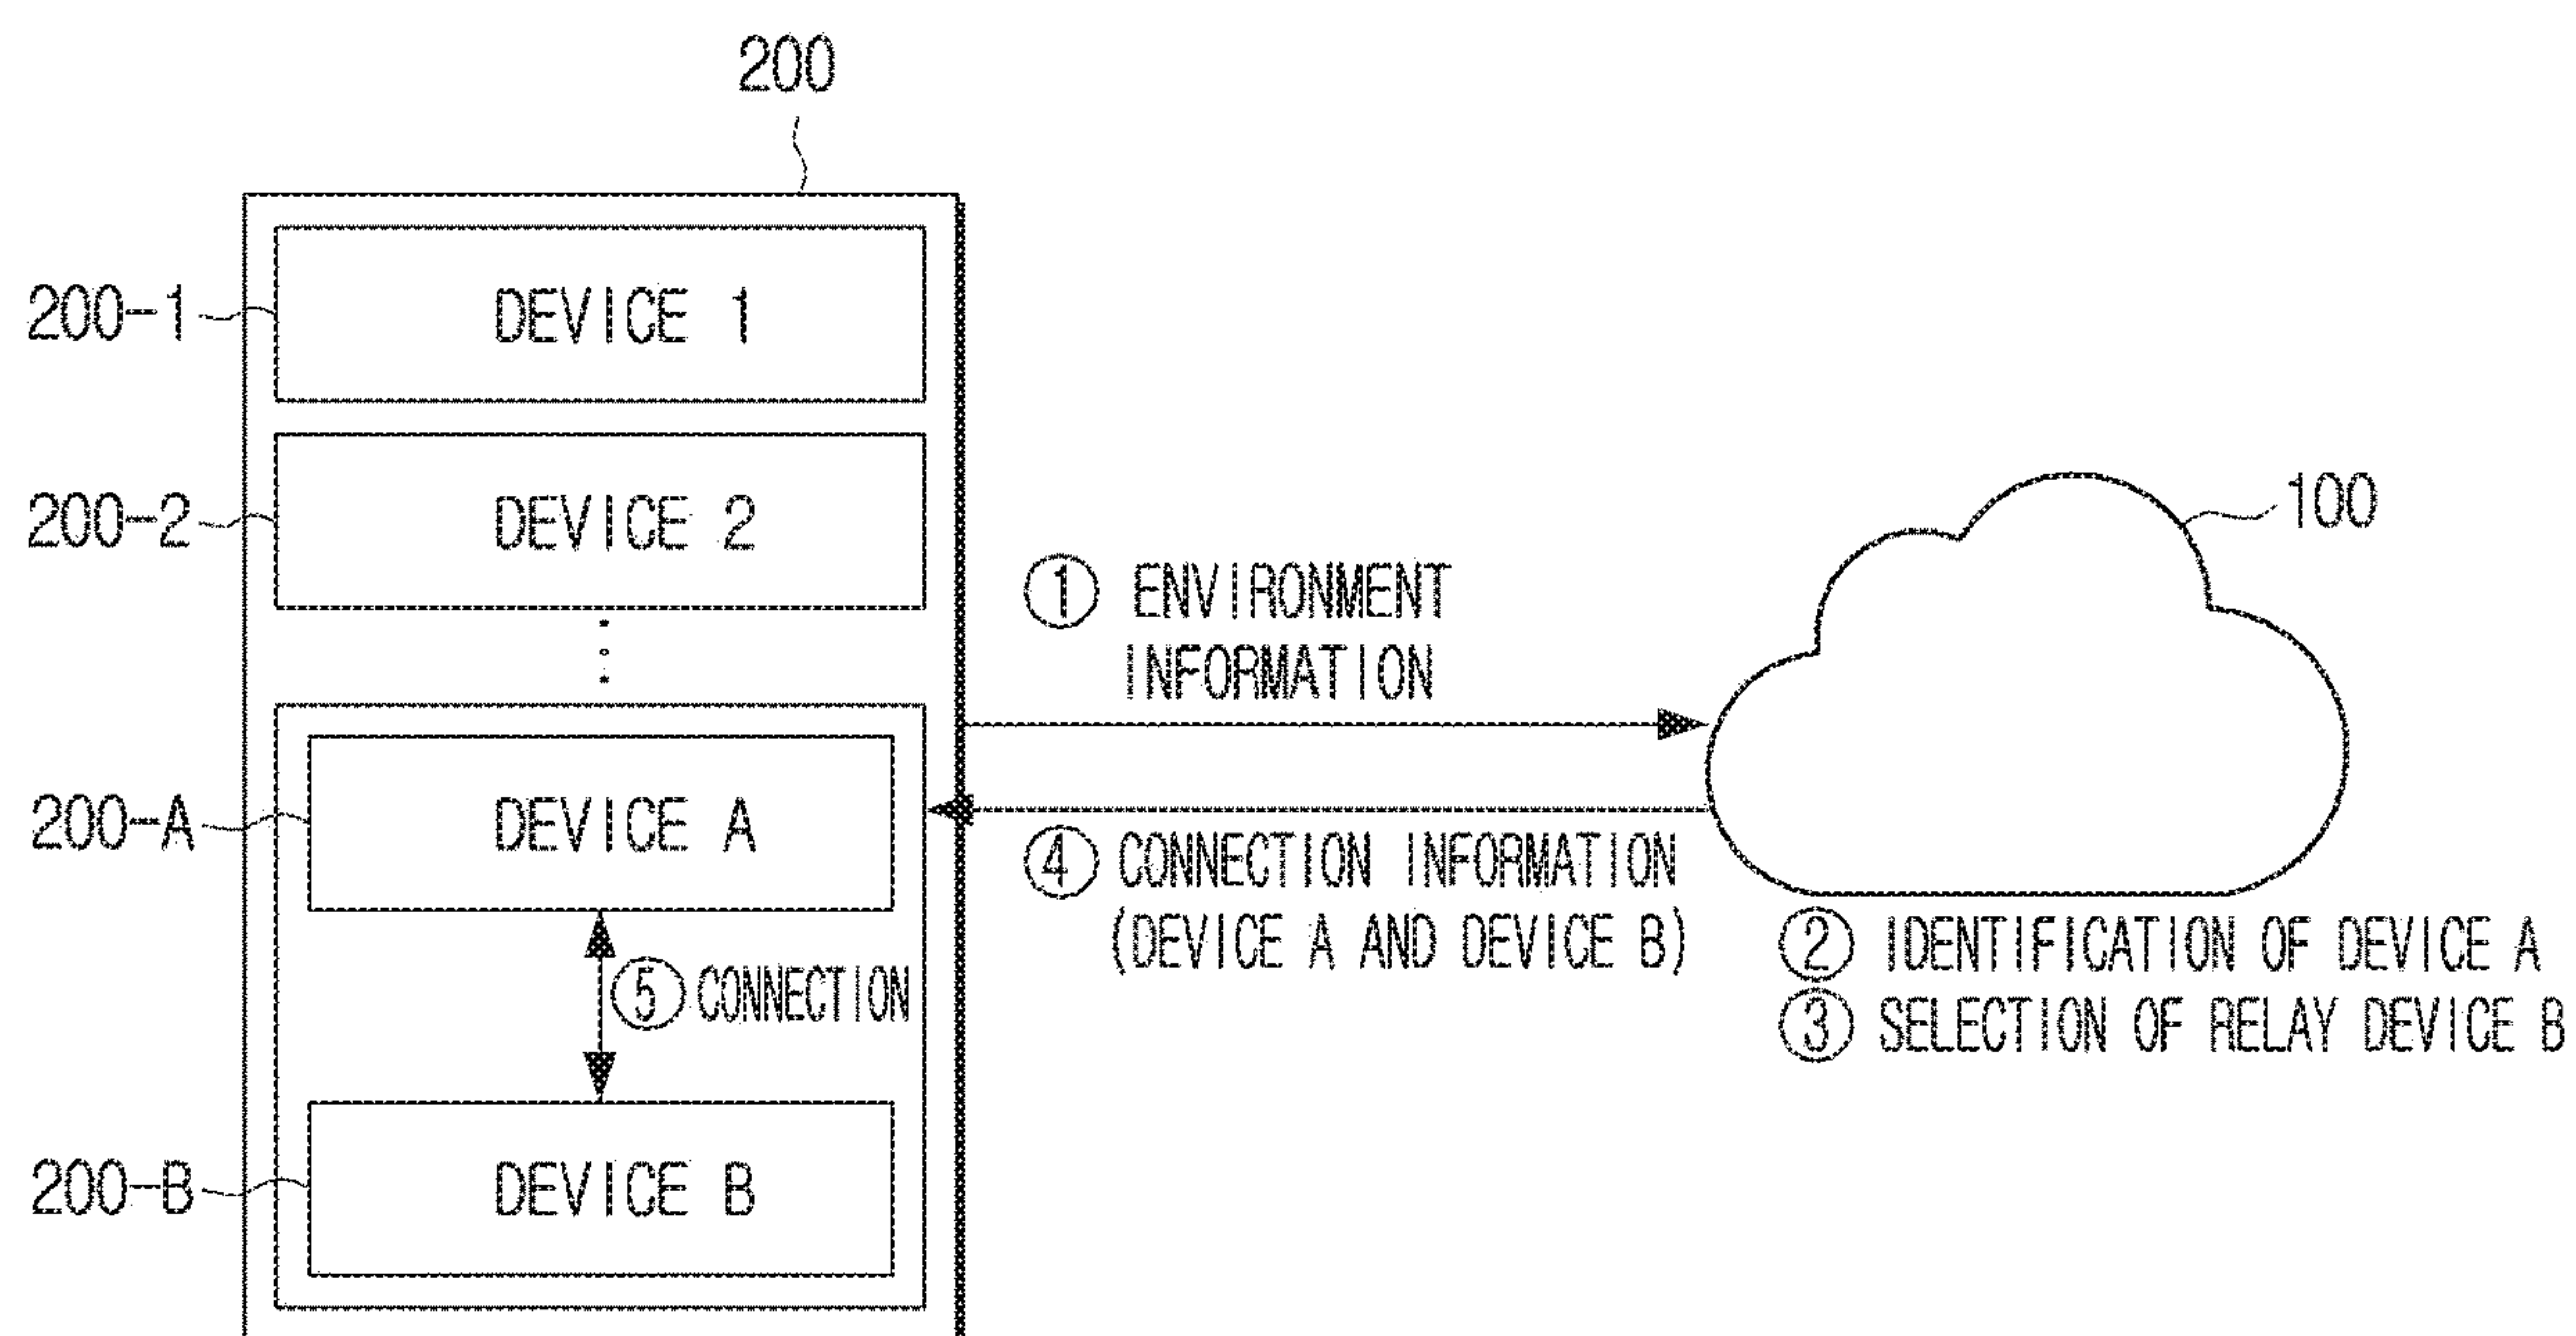 200
200-1
DEVICE 1
200-2
DEVICE 2
100
① ENVIRONMENT
INFORMATION
200-A
DEVICE A
④ CONNECTION INFORMATION
(DEVICE A AND DEVICE B)
② IDENTIFICATION OF DEVICE A
③ SELECTION OF RELAY DEVICE B
⑤ CONNECTION
200-B
DEVICE B